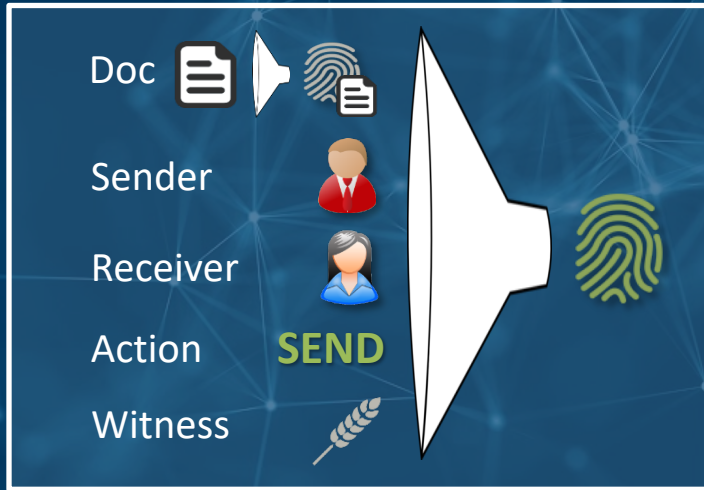 Doc
Sender
Receiver
Action SEND
Witness